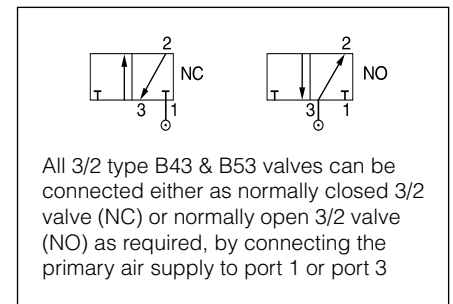 2 2
NC NO
3 1 3 1
All 3/2 type B43 & B53 valves can be
connected either as normally closed 3/2
valve (NC) or normally open 3/2 valve
(NO) as required, by connecting the
primary air supply to port 1 or port 3